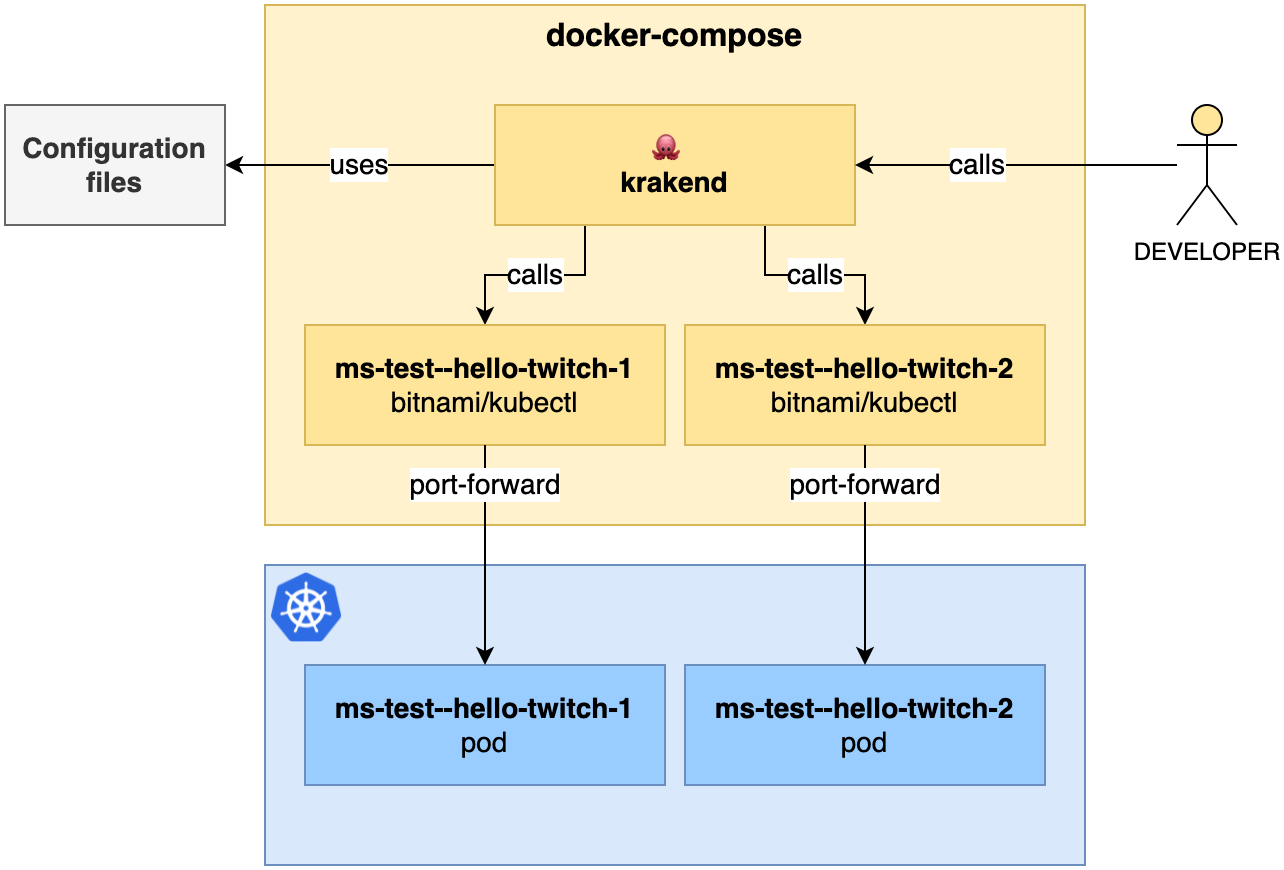 docker-compose
Configuration
files
uses
krakend
calls
DEVELOPER
calls
calls
ms-test--hello-twitch-1
bitnami/kubectl
ms-test--hello-twitch-2
bitnami/kubectl
port-forward
port-forward
ms-test--hello-twitch-1
pod
ms-test--hello-twitch-2
pod